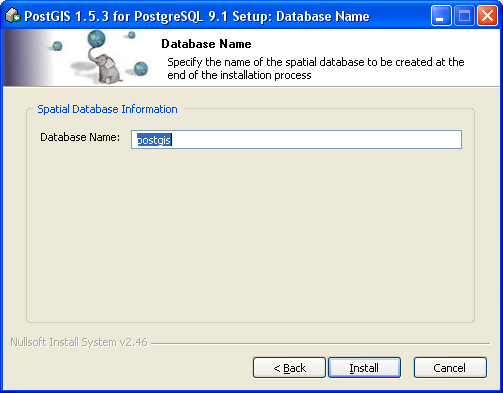 PostGIS 1.5.3 for PostgreSQL 9.1 Setup: Database Name
Database Name
Specify the name of the spatial database to be created at the
end of the installation process
Spatial Database Information
Database Name: postgis
Nullsoft Install System v2.46
< Back Install Cancel